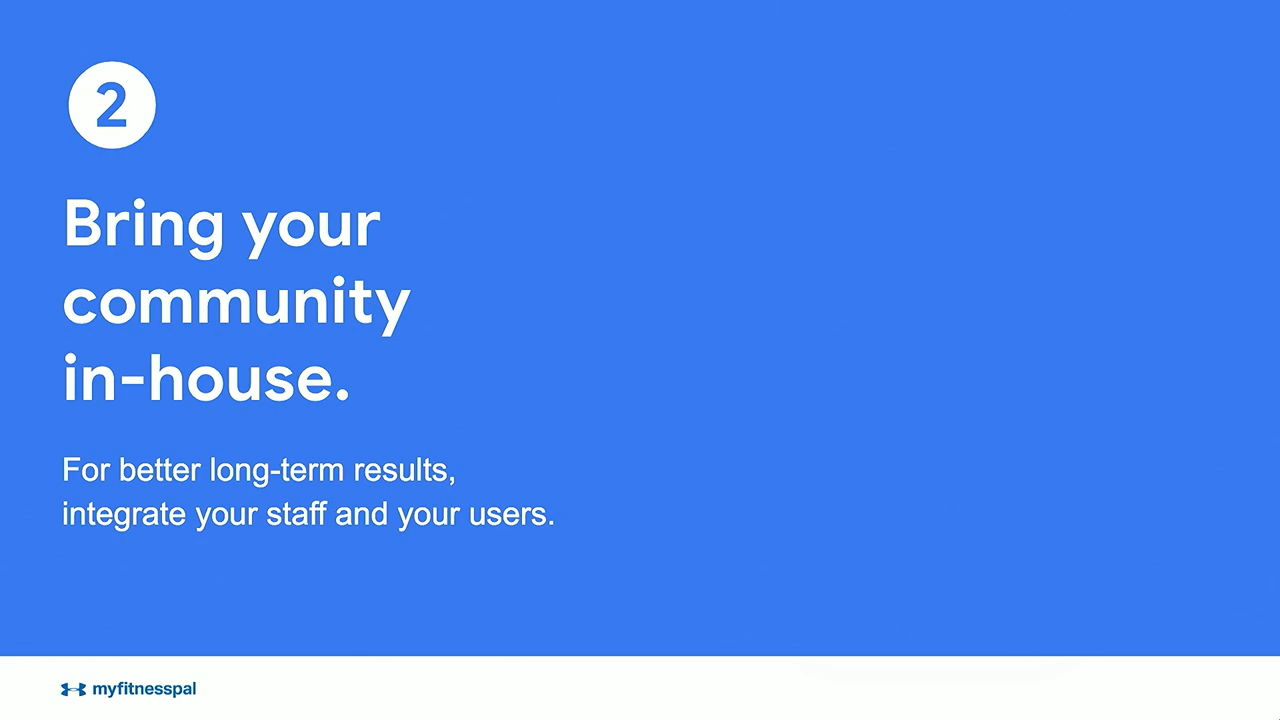 2
Bring your
community
in-house.
For better long-term results,
integrate your staff and your users.
myfitnesspal